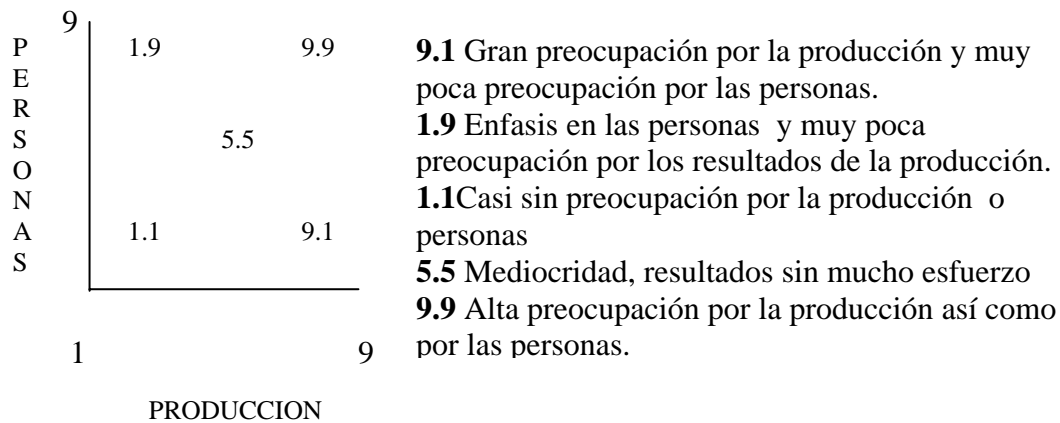 9
P
E
R
S
O
N
A
S
1.9 9.9
5.5
1.1 9.1
1 9
PRODUCCION
9.1 Gran preocupación por la producción y muy
poca preocupación por las personas.
1.9 Enfasis en las personas y muy poca
preocupación por los resultados de la producción.
1.1Casi sin preocupación por la producción o
personas
5.5 Mediocridad, resultados sin mucho esfuerzo
9.9 Alta preocupación por la producción así como
por las personas.